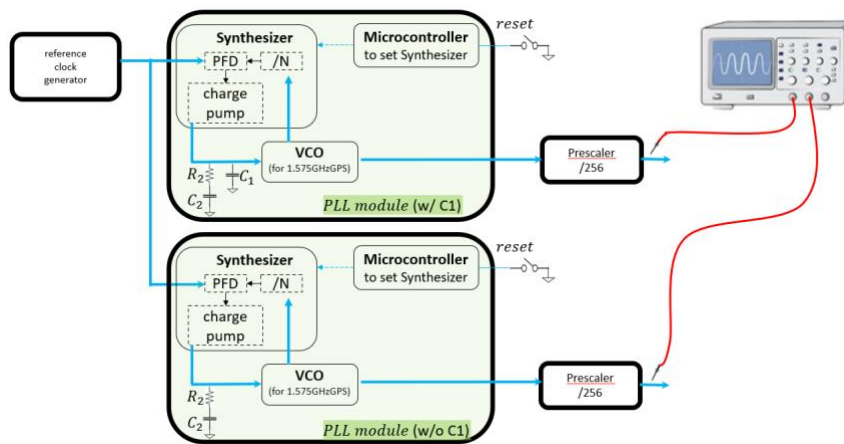 reference
clock
generator
Synthesizer
PFD
/N
charge
pump
Microcontroller
to set Synthesizer
reset
VCO
(for 1.575GHzGPS)
R2
C2
C1
PLL module (w/ C1)
Prescaler
/256
Synthesizer
PFD
/N
charge
pump
Microcontroller
to set Synthesizer
reset
VCO
(for 1.575GHzGPS)
R2
C2
PLL module (w/o C1)
Prescaler
/256